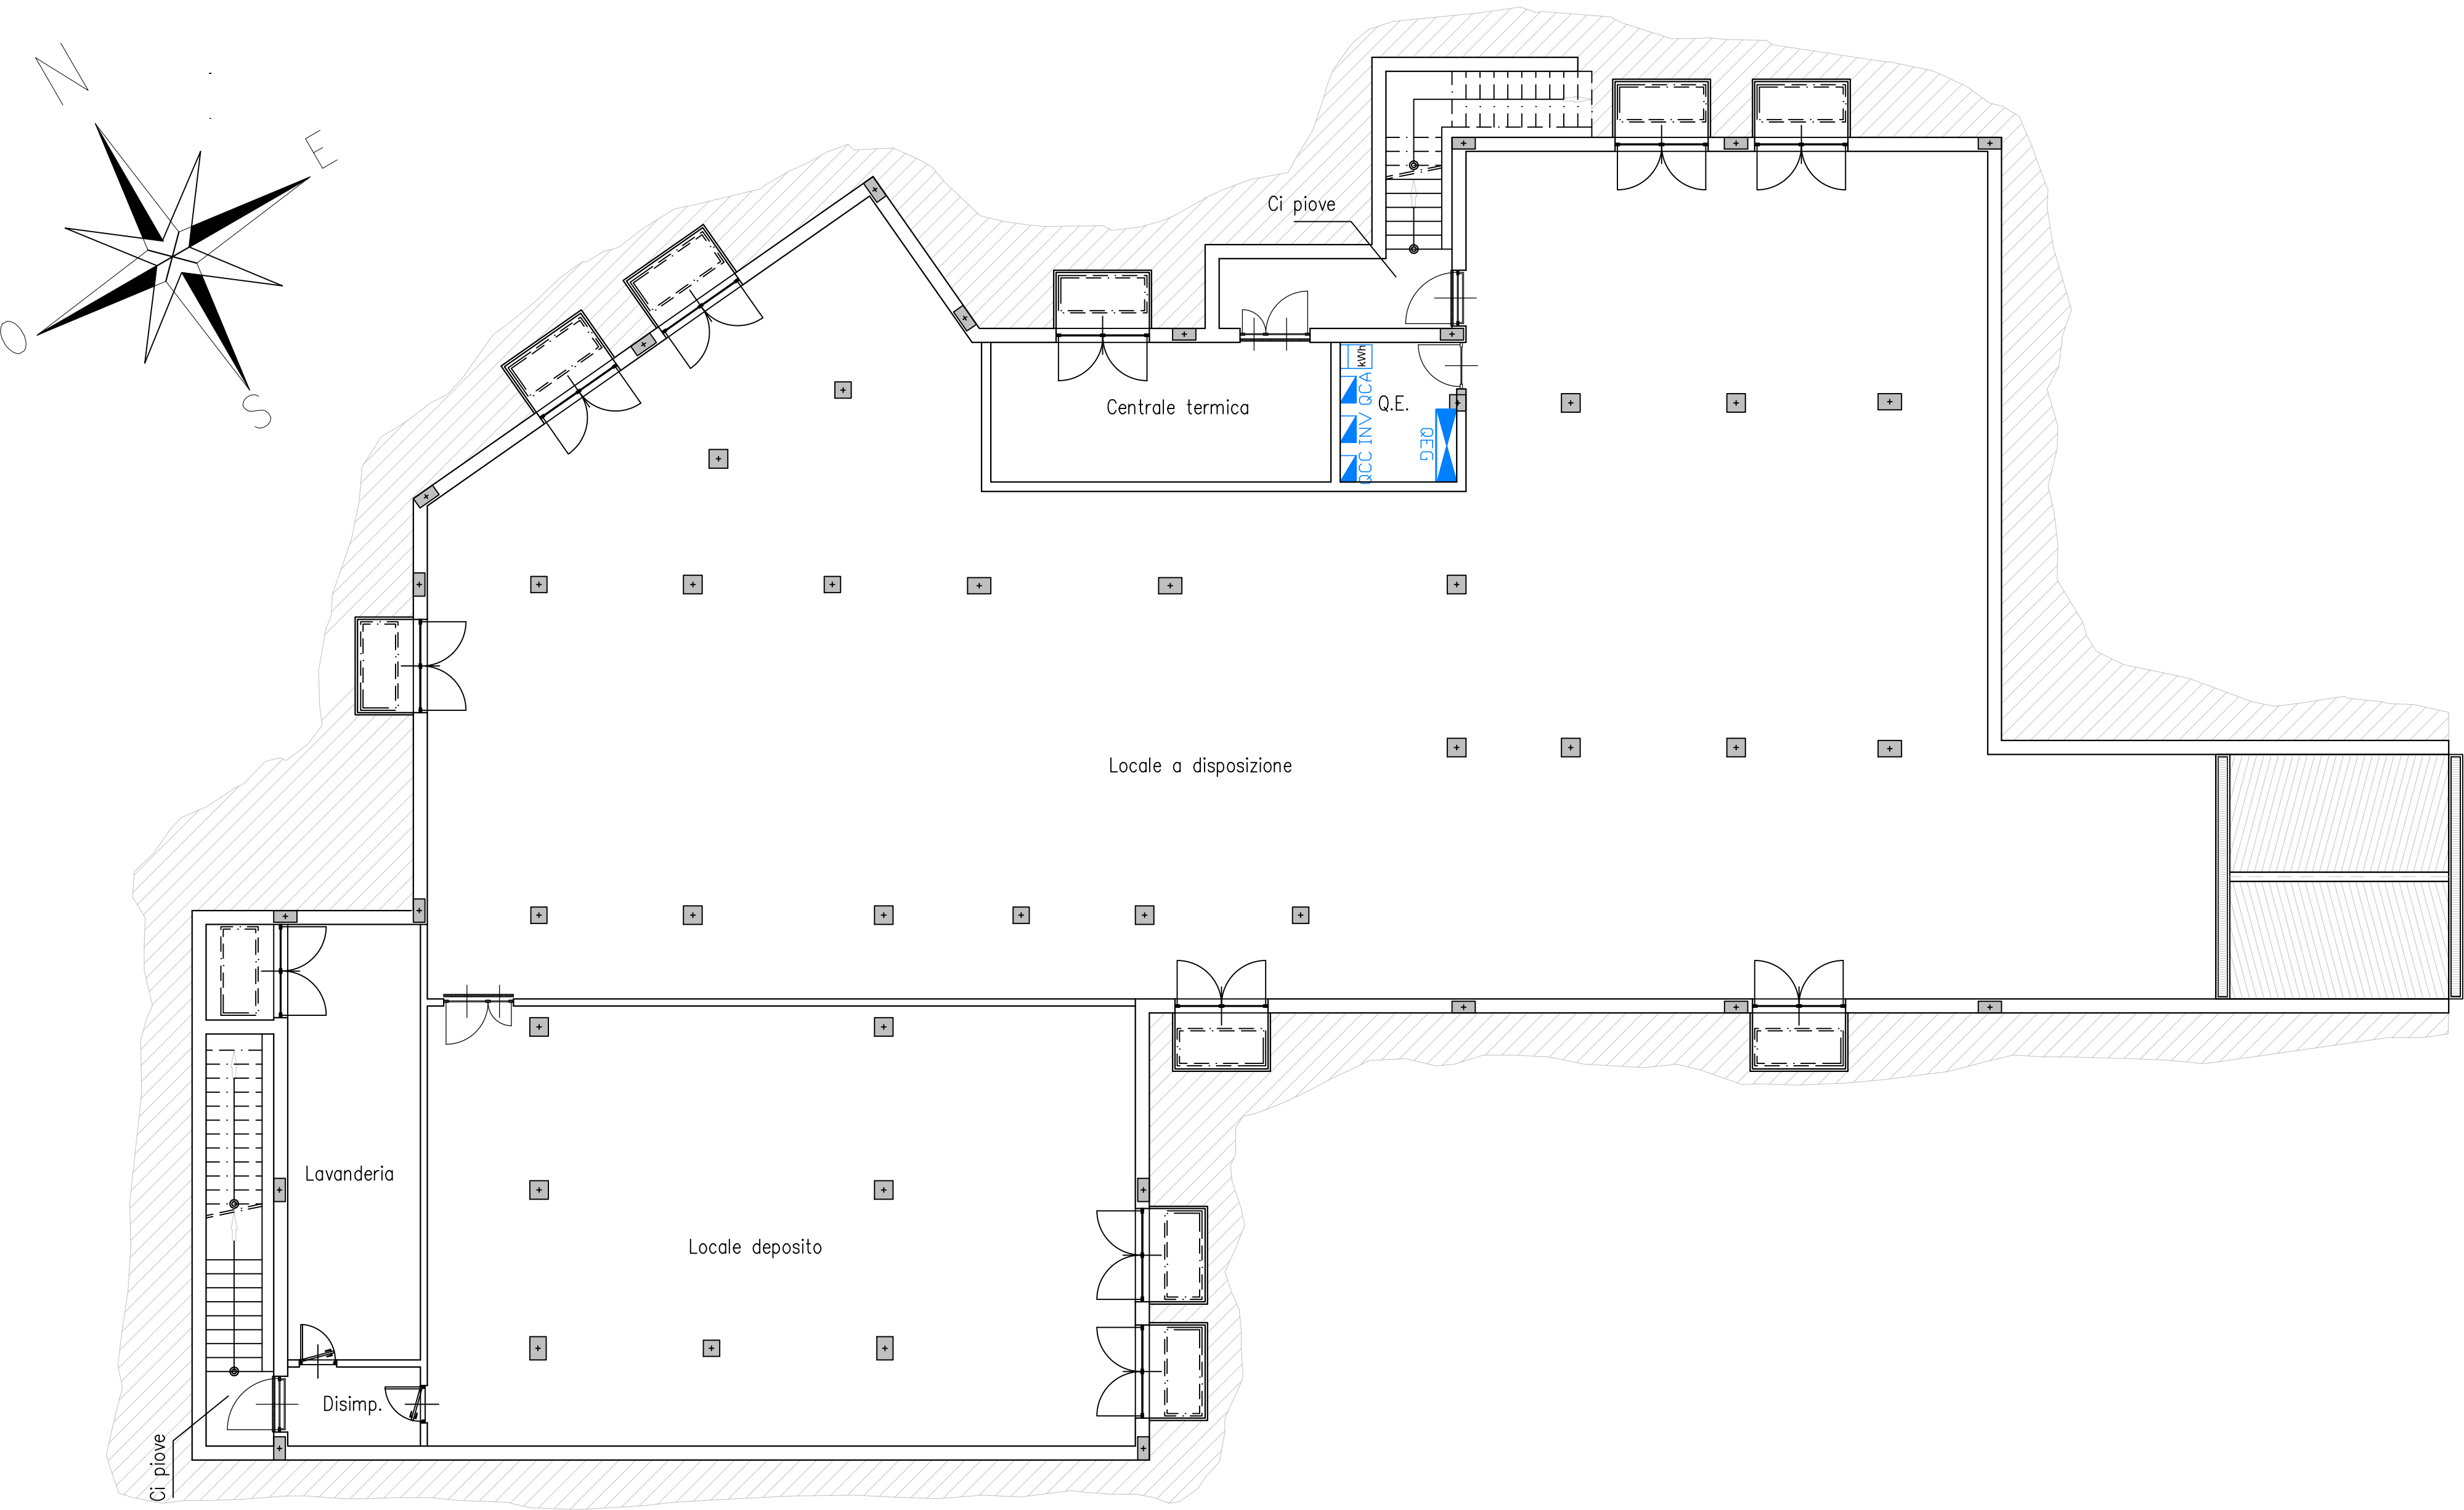 N
E
O
S
Ci piove
Centrale termica
kWh
QCA
INV
QCC
Q.E.
QEG
Locale a disposizione
Lavanderia
Locale deposito
Disimp.
Ci piove